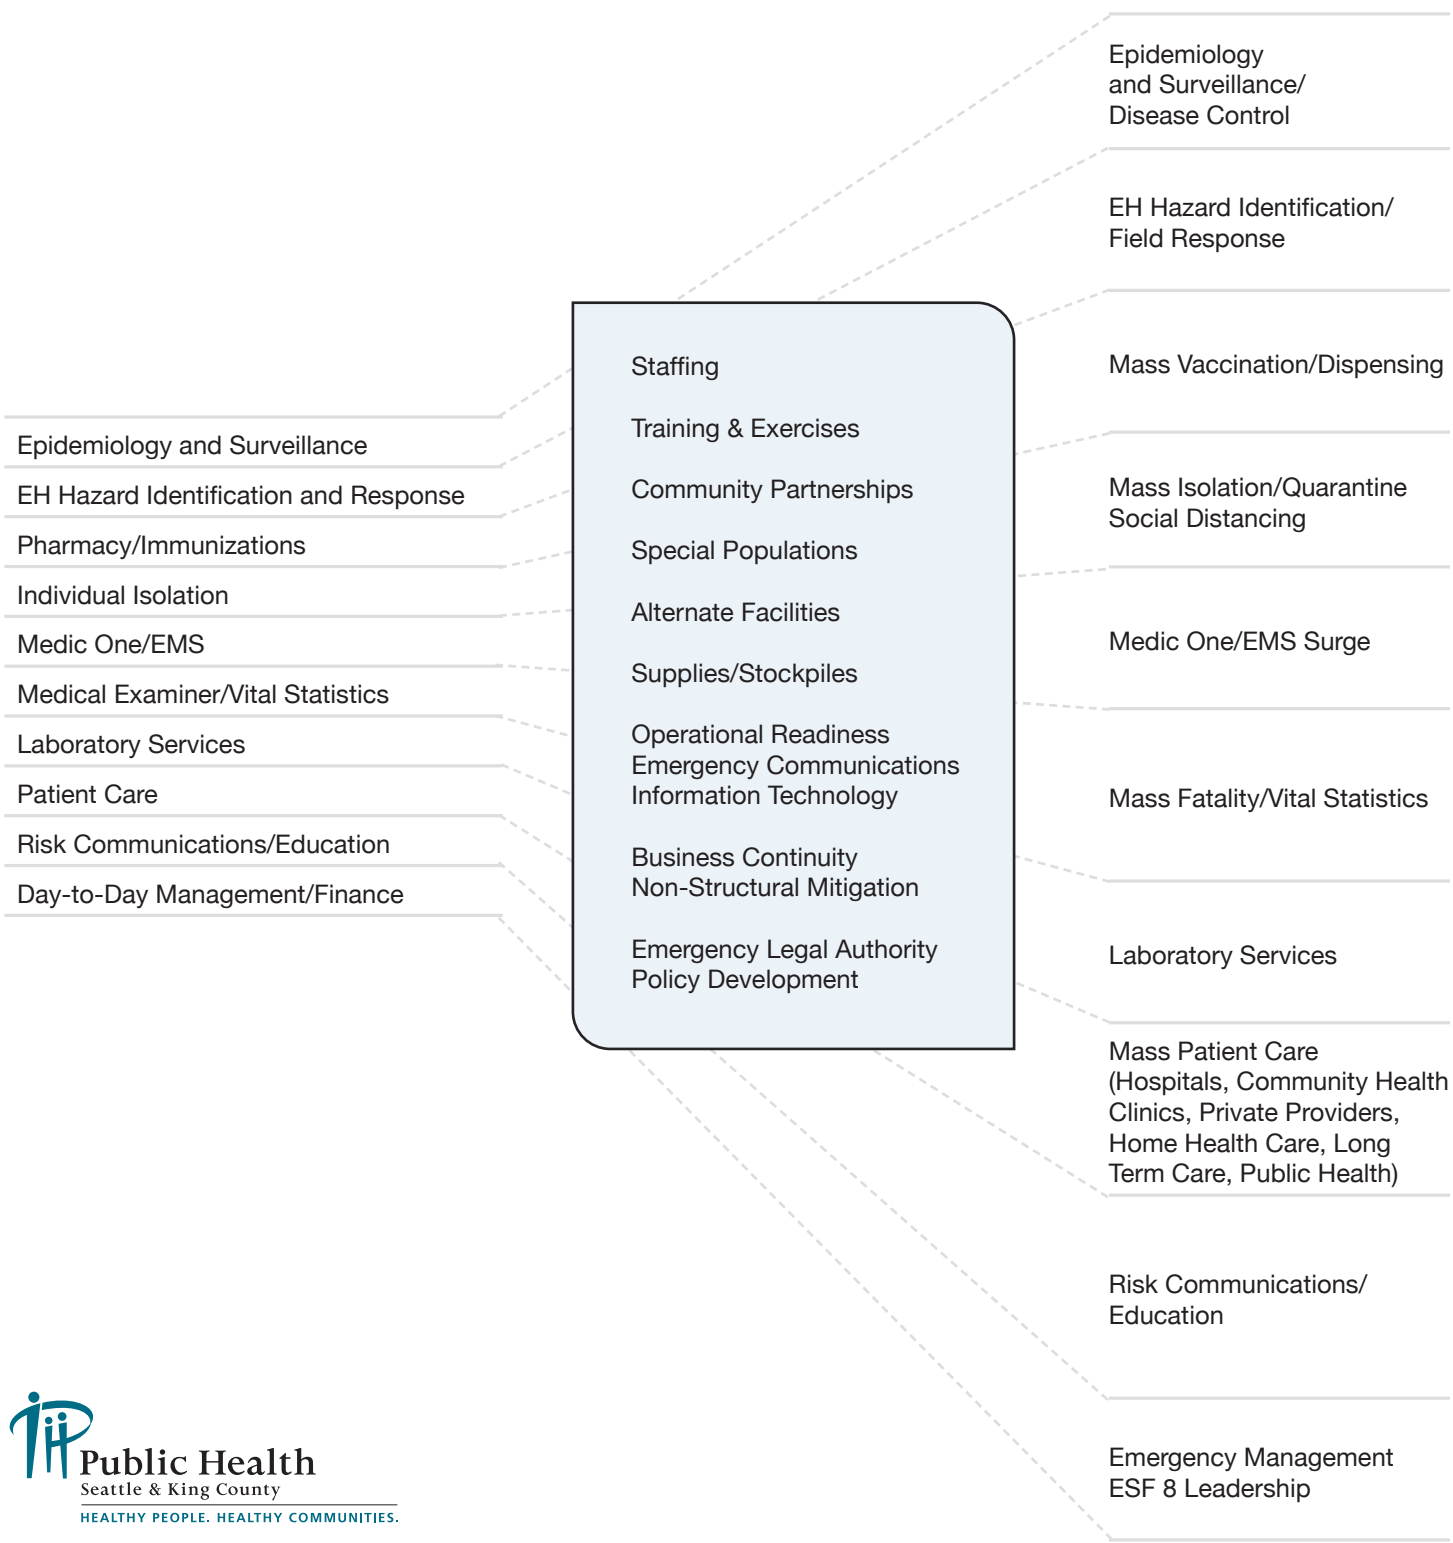 Epidemiology and Surveillance
EH Hazard Identification and Response
Pharmacy/Immunizations
Individual Isolation
Medic One/EMS
Medical Examiner/Vital Statistics
Laboratory Services
Patient Care
Risk Communications/Education
Day-to-Day Management/Finance
Staffing
Training & Exercises
Community Partnerships
Special Populations
Alternate Facilities
Supplies/Stockpiles
Operational Readiness
Emergency Communications
Information Technology
Business Continuity
Non-Structural Mitigation
Emergency Legal Authority
Policy Development
Epidemiology
and Surveillance/
Disease Control
EH Hazard Identification/
Field Response
Mass Vaccination/Dispensing
Mass Isolation/Quarantine
Social Distancing
Medic One/EMS Surge
Mass Fatality/Vital Statistics
Laboratory Services
Mass Patient Care
(Hospitals, Community Health
Clinics, Private Providers,
Home Health Care, Long
Term Care, Public Health)
Risk Communications/
Education
Emergency Management
ESF 8 Leadership
Public Health
Seattle & King County
HEALTHY PEOPLE. HEALTHY COMMUNITIES.